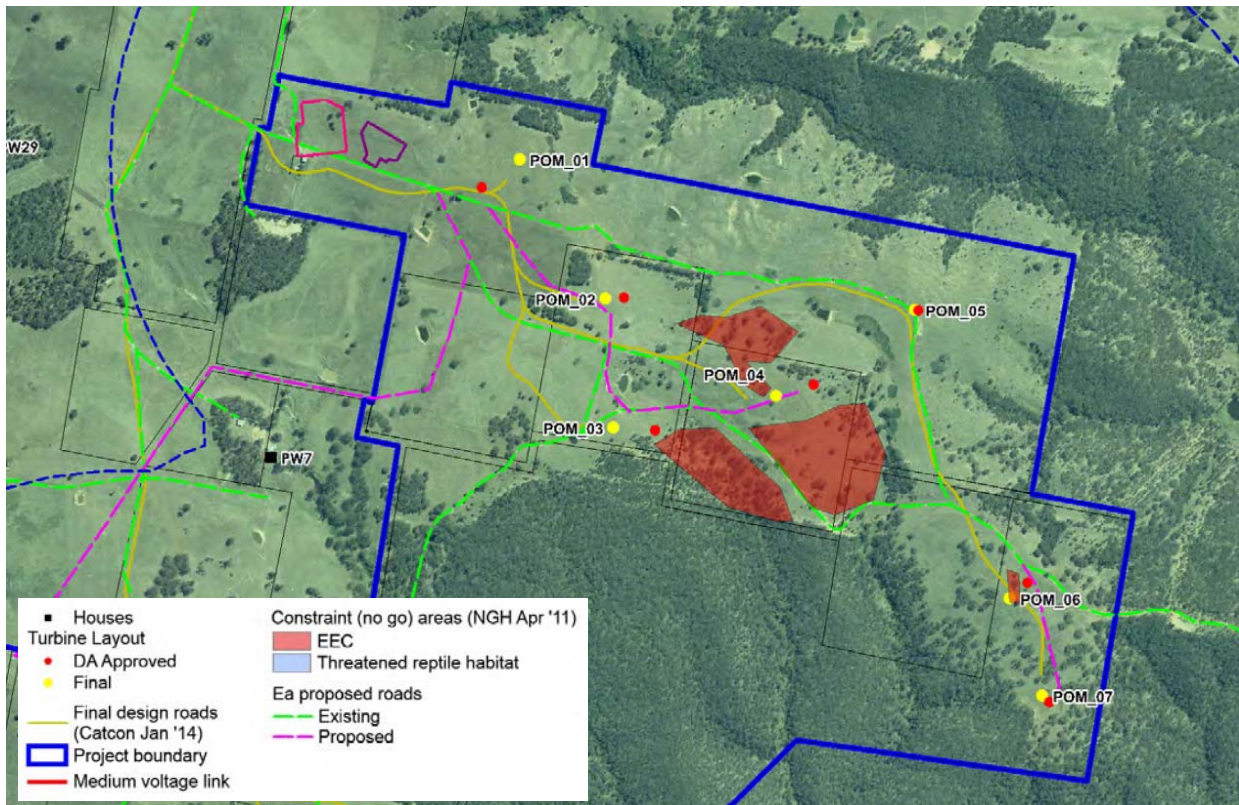 POM_01
POM_02
POM_05
POM_04
POM_03
PW7
POM_06
POM_07
Houses
Turbine Layout
DA Approved
Final
Final design roads
(Catcon Jan '14)
Project boundary
Medium voltage link
Constraint (no go) areas (NGH Apr '11)
EEC
Threatened reptile habitat
Ea proposed roads
Existing
Proposed